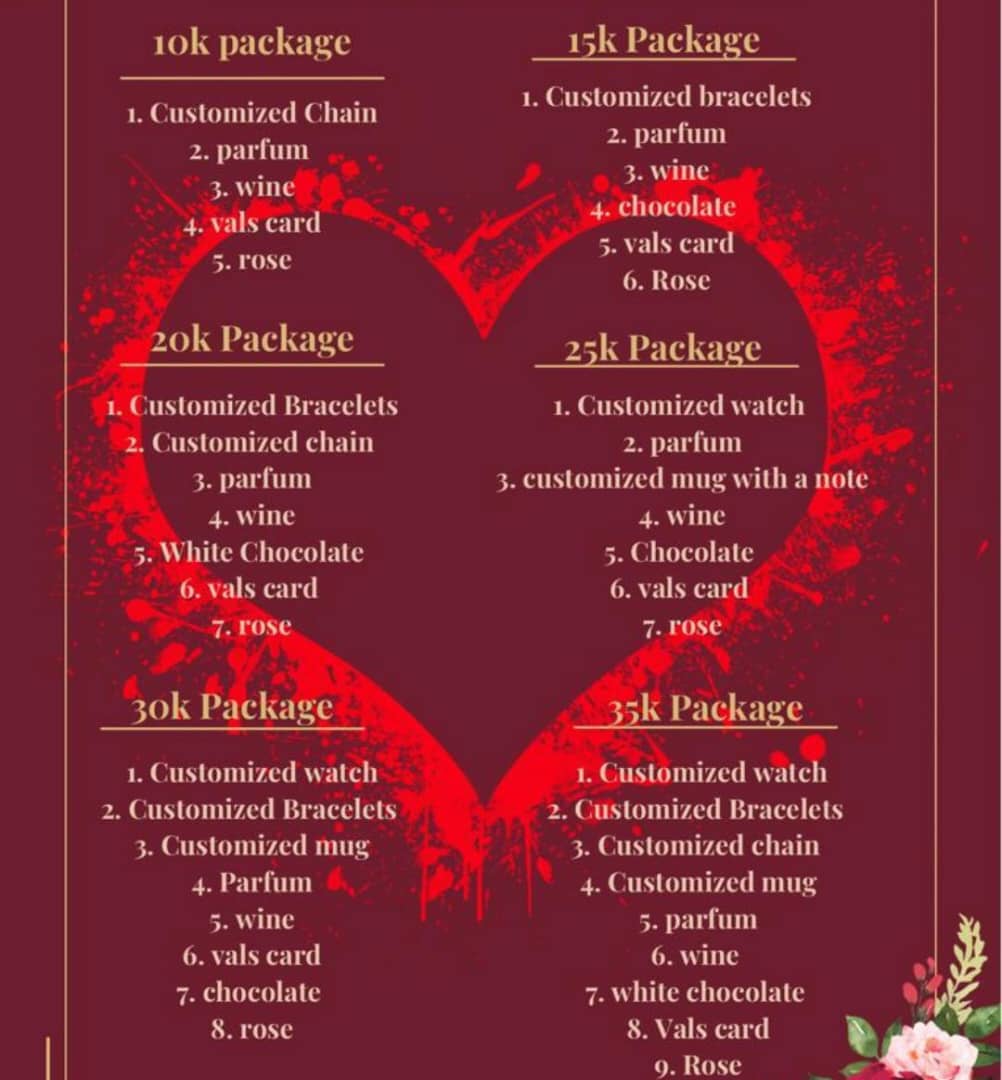 10k package
1. Customized Chain
2. parfum
3. wine
4. vals card
5. rose
15k Package
1. Customized bracelets
2. parfum
3. wine
4. chocolate
5. vals card
6. Rose
20k Package
1. Customized Bracelets
2. Customized chain
3. parfum
4. wine
5. White Chocolate
6. vals card
7. rose
25k Package
1. Customized watch
2. parfum
3. customized mug with a note
4. wine
5. Chocolate
6. vals card
7. rose
30k Package
1. Customized watch
2. Customized Bracelets
3. Customized mug
4. Parfum
5. wine
6. vals card
7. chocolate
8. rose
35k Package
1. Customized watch
2. Customized Bracelets
3. Customized chain
4. Customized mug
5. parfum
6. wine
7. white chocolate
8. Vals card
9. Rose